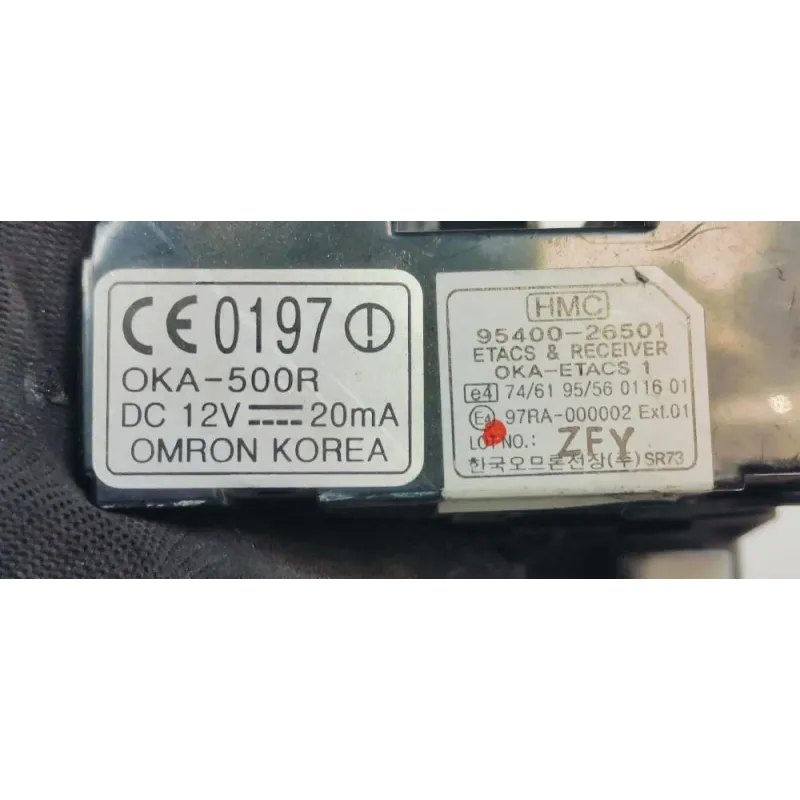 CE 0197 !
OKA-500R
DC 12V ⎓ 20mA
OMRON KOREA
HMC
95400-26501
ETACS & RECEIVER
OKA-ETACS 1
e4 74/61 95/56 0116 01
E4 97RA-000002 Ext.01
LOT NO.: ZFY
*한국오므론전장(주) SR73